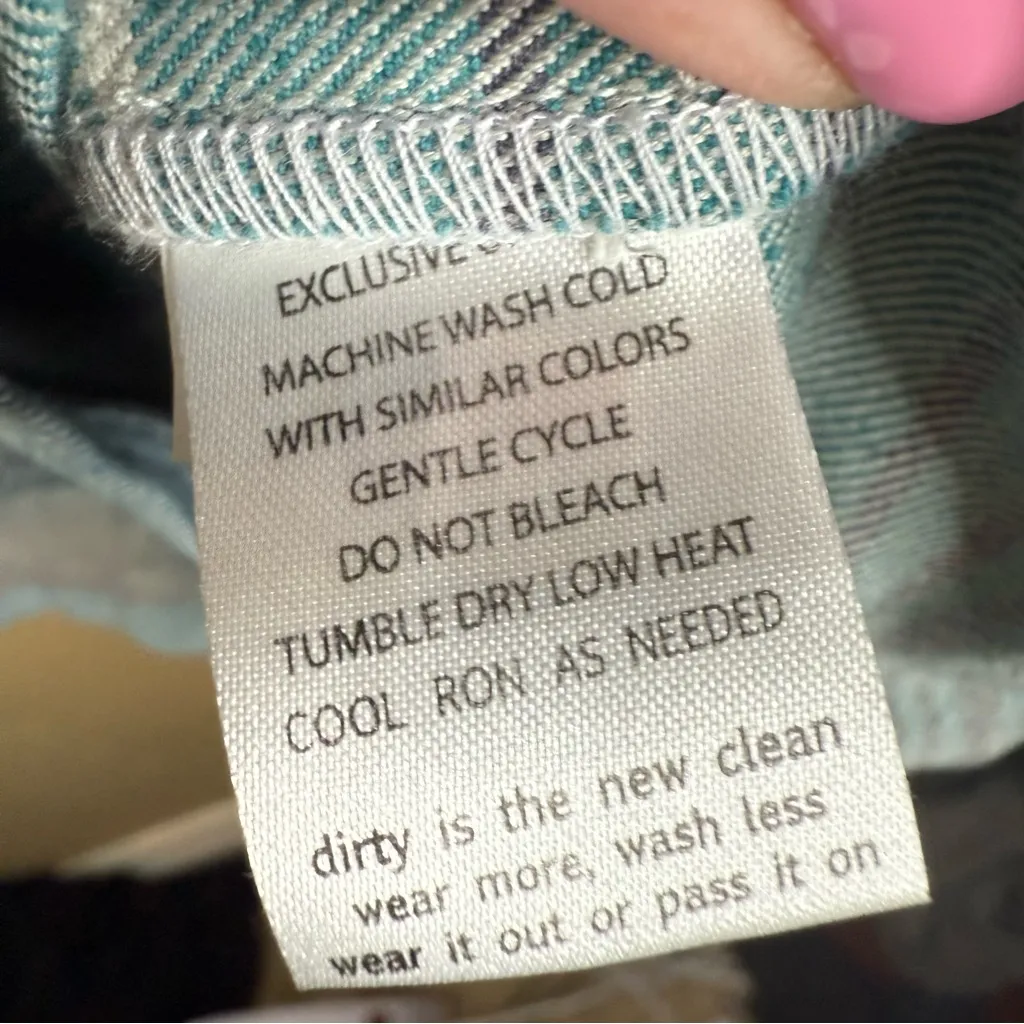 EXCLUSIVE
MACHINE WASH COLD
WITH SIMILAR COLORS
GENTLE CYCLE
DO NOT BLEACH
TUMBLE DRY LOW HEAT
COOL RON AS NEEDED
dirty is the new clean
wear more, wash less
wear it out or pass it on